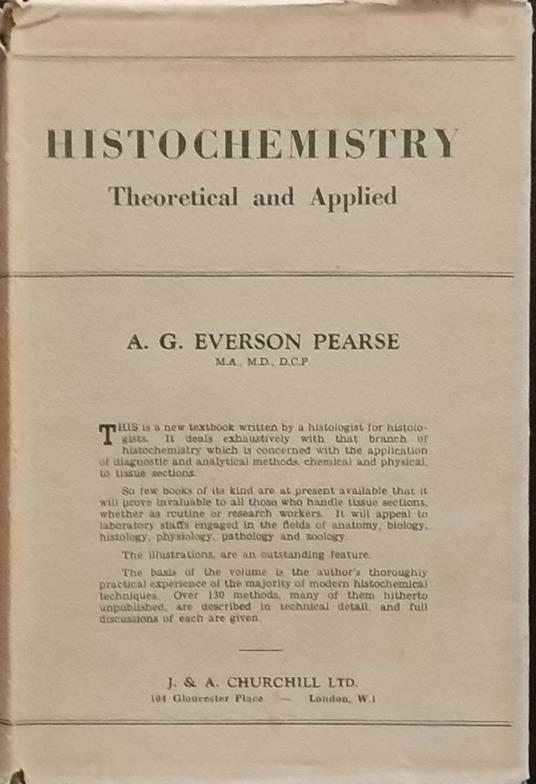 HISTOCHEMISTRY
Theoretical and Applied
A. G. EVERSON PEARSE
M.A., M.D., D.C.P.
THIS is a new textbook written by a histologist for histolo-
gists. It deals exhaustively with that branch of
histochemistry which is concerned with the application
of diagnostic and analytical methods, chemical and physical,
to tissue sections.
So few books of its kind are at present available that it
will prove invaluable to all those who handle tissue sections,
whether as routine or research workers. It will appeal to
laboratory staffs engaged in the fields of anatomy, biology,
histology, physiology, pathology and zoology.
The illustrations, are an outstanding feature.
The basis of the volume is the author's thoroughly
practical experience of the majority of modern histochemical
techniques. Over 130 methods, many of them hitherto
unpublished, are described in technical detail, and full
discussions of each are given.
J. & A. CHURCHILL LTD.
104 Gloucester Place — London, W.1